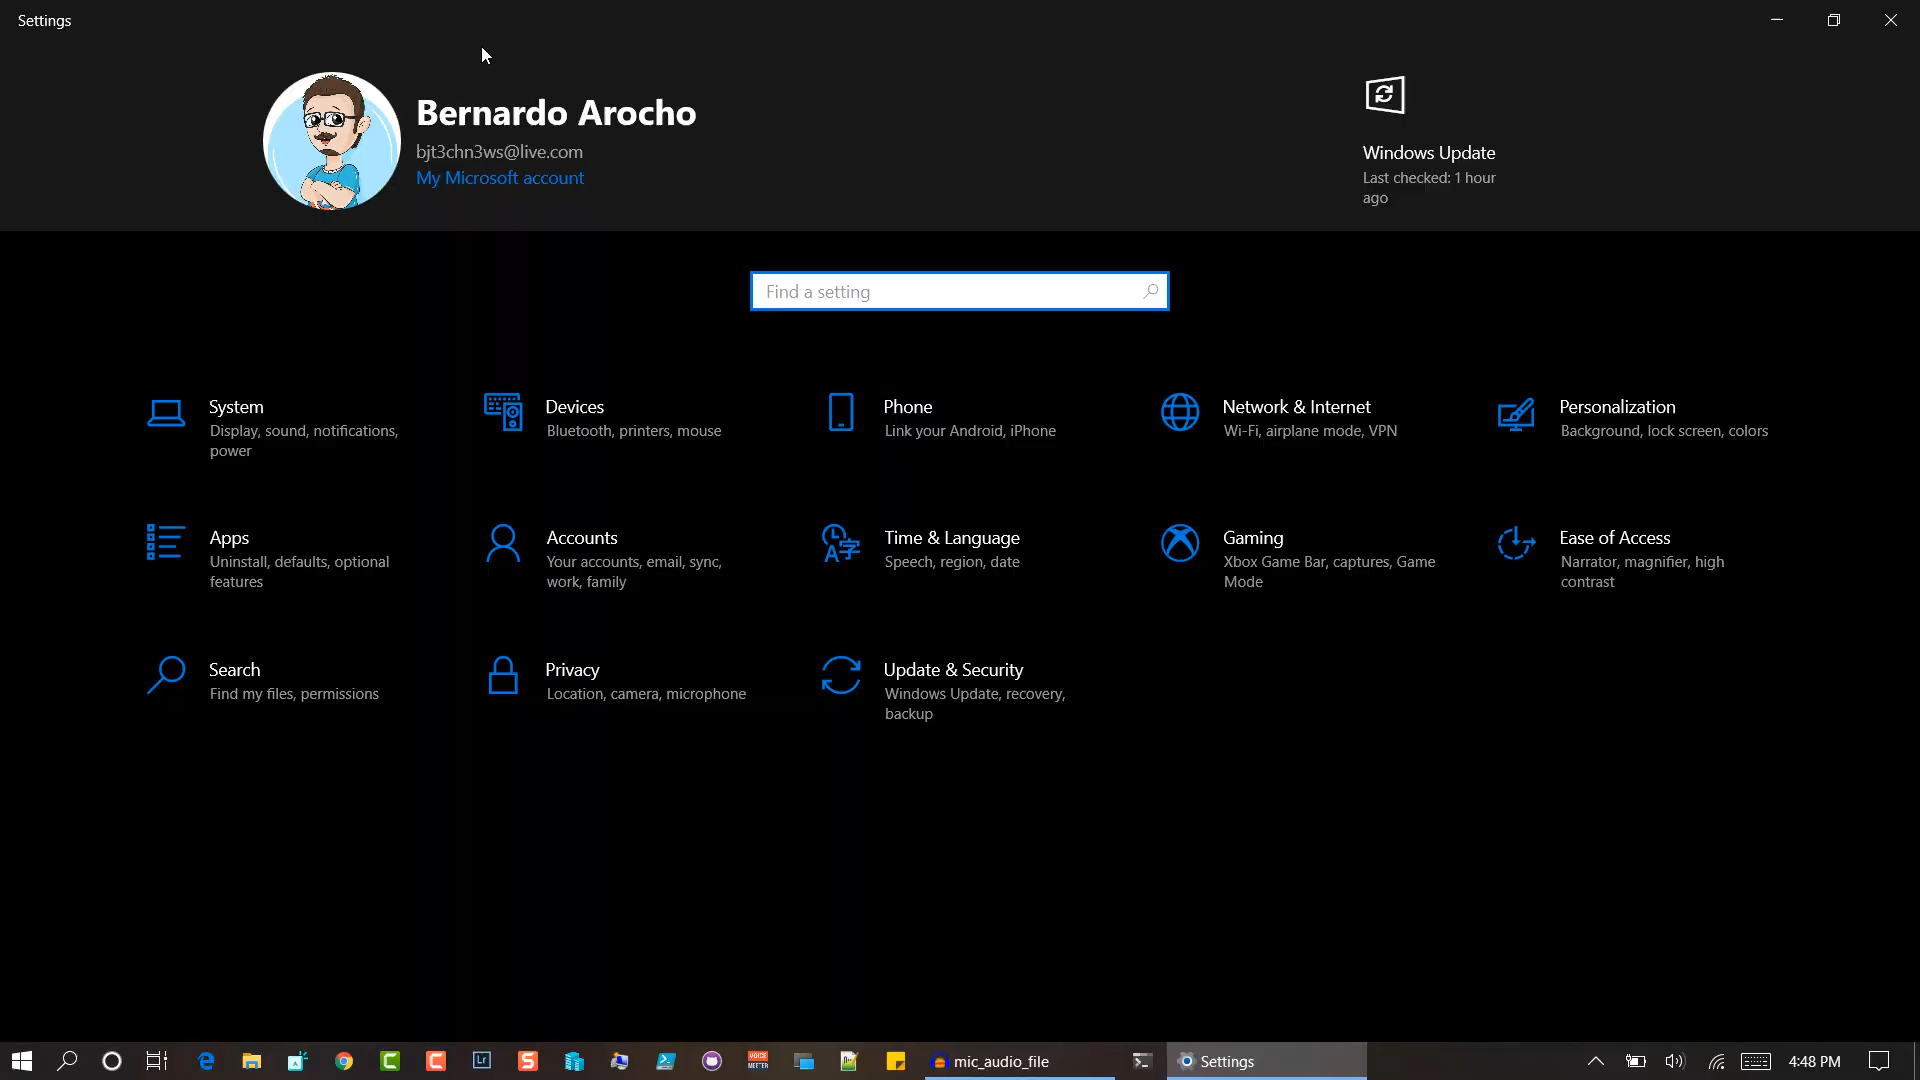 Settings
Bernardo Arocho
bjt3chn3ws@live.com
My Microsoft account
Windows Update
Last checked: 1 hour
ago
Find a setting
System
Display, sound, notifications,
power
Devices
Bluetooth, printers, mouse
Phone
Link your Android, iPhone
Network & Internet
Wi-Fi, airplane mode, VPN
Personalization
Background, lock screen, colors
Apps
Uninstall, defaults, optional
features
Accounts
Your accounts, email, sync,
work, family
Time & Language
Speech, region, date
Gaming
Xbox Game Bar, captures, Game
Mode
Ease of Access
Narrator, magnifier, high
contrast
Search
Find my files, permissions
Privacy
Location, camera, microphone
Update & Security
Windows Update, recovery,
backup
Lr
VOICE
MEETER
mic_audio_file
Settings
4:48 PM